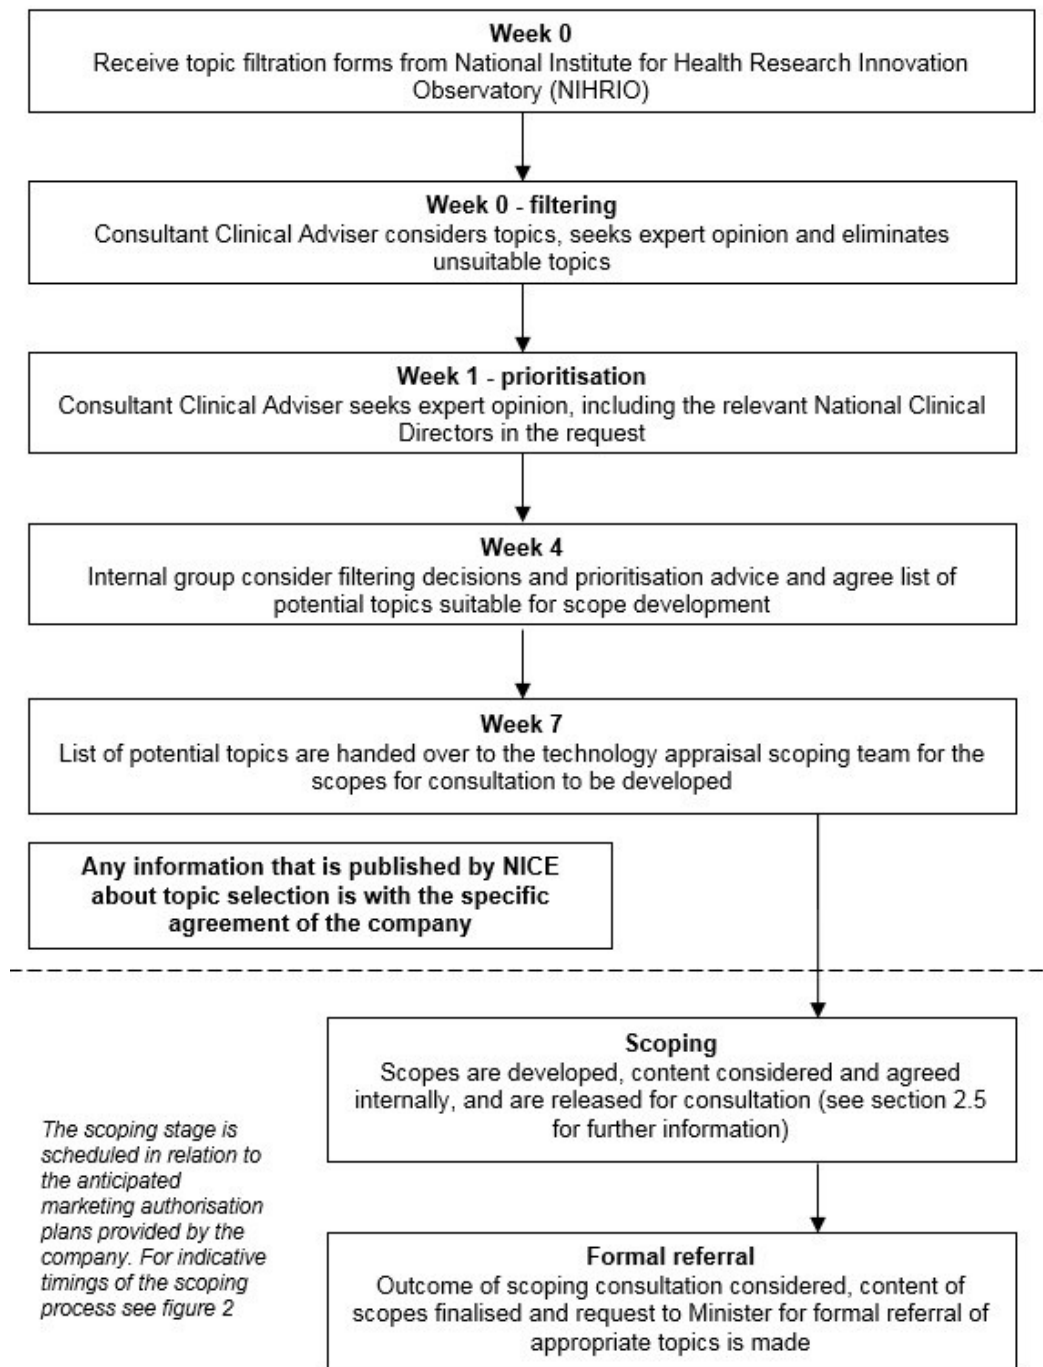 Week 0
Receive topic filtration forms from National Institute for Health Research Innovation
Observatory (NIHRIO)
Week 0 - filtering
Consultant Clinical Adviser considers topics, seeks expert opinion and eliminates
unsuitable topics
Week 1 - prioritisation
Consultant Clinical Adviser seeks expert opinion, including the relevant National Clinical
Directors in the request
Week 4
Internal group consider filtering decisions and prioritisation advice and agree list of
potential topics suitable for scope development
Week 7
List of potential topics are handed over to the technology appraisal scoping team for the
scopes for consultation to be developed
Any information that is published by NICE
about topic selection is with the specific
agreement of the company
Scoping
Scopes are developed, content considered and agreed
internally, and are released for consultation (see section 2.5
for further information)
The scoping stage is
scheduled in relation to
the anticipated
marketing authorisation
plans provided by the
company. For indicative
timings of the scoping
process see figure 2
Formal referral
Outcome of scoping consultation considered, content of
scopes finalised and request to Minister for formal referral of
appropriate topics is made